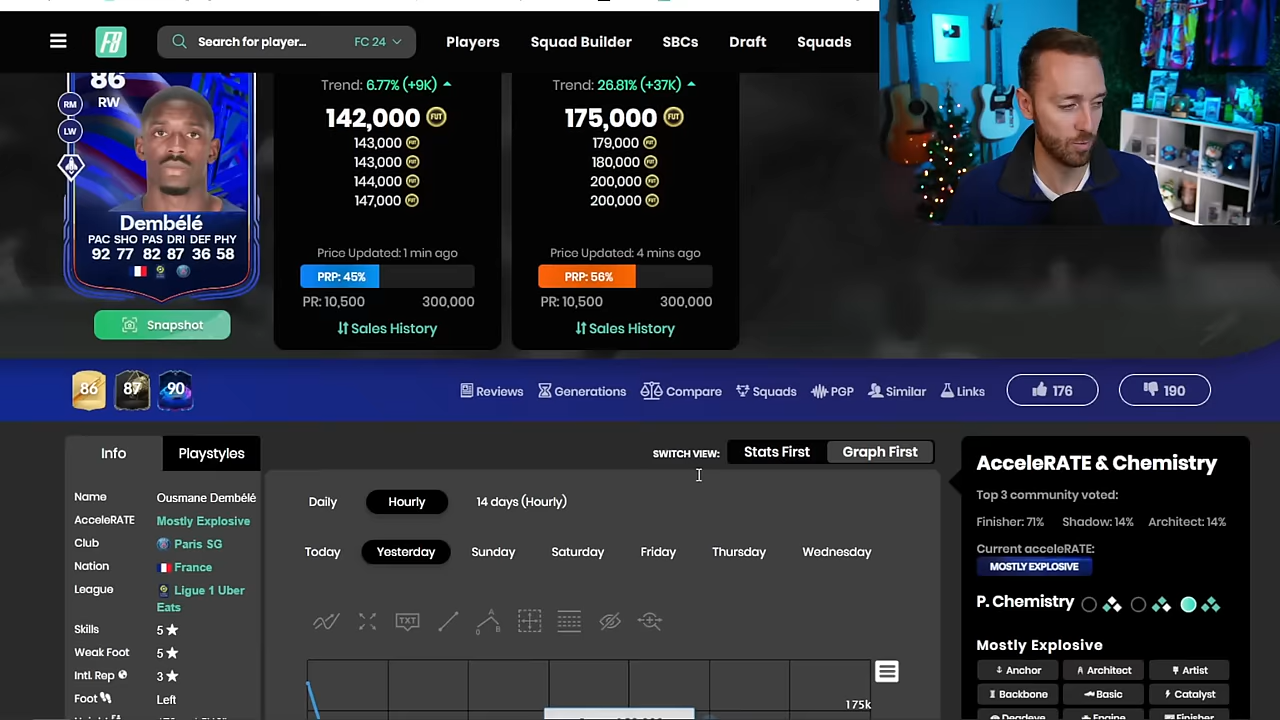 Search for player...
FC 24
Players
Squad Builder
SBCs
Draft
Squads
86
RW
RM
LW
Dembélé
PAC SHO PAS DRI DEF PHY
92 77 82 87 36 58
Snapshot
Trend: 6.77% (+9K)
142,000
143,000
143,000
144,000
147,000
Price Updated: 1 min ago
PRP: 45%
PR: 10,500 300,000
Sales History
Trend: 26.81% (+37K)
175,000
179,000
180,000
200,000
200,000
Price Updated: 4 mins ago
PRP: 56%
PR: 10,500 300,000
Sales History
86 87 90
Reviews Generations Compare Squads PGP Similar Links 176 190
Info Playstyles
Name Ousmane Dembélé
AcceleRATE Mostly Explosive
Club Paris SG
Nation France
League Ligue 1 Uber
Eats
Skills 5
Weak Foot 5
Intl. Rep 3
Foot Left
SWITCH VIEW: Stats First Graph First
Daily Hourly 14 days (Hourly)
Today Yesterday Sunday Saturday Friday Thursday Wednesday
TXT
175k
AcceleRATE & Chemistry
Top 3 community voted:
Finisher: 71% Shadow: 14% Architect: 14%
Current acceleRATE:
MOSTLY EXPLOSIVE
P. Chemistry
Mostly Explosive
Anchor Architect Artist
Backbone Basic Catalyst
Deadeye Engine Finisher